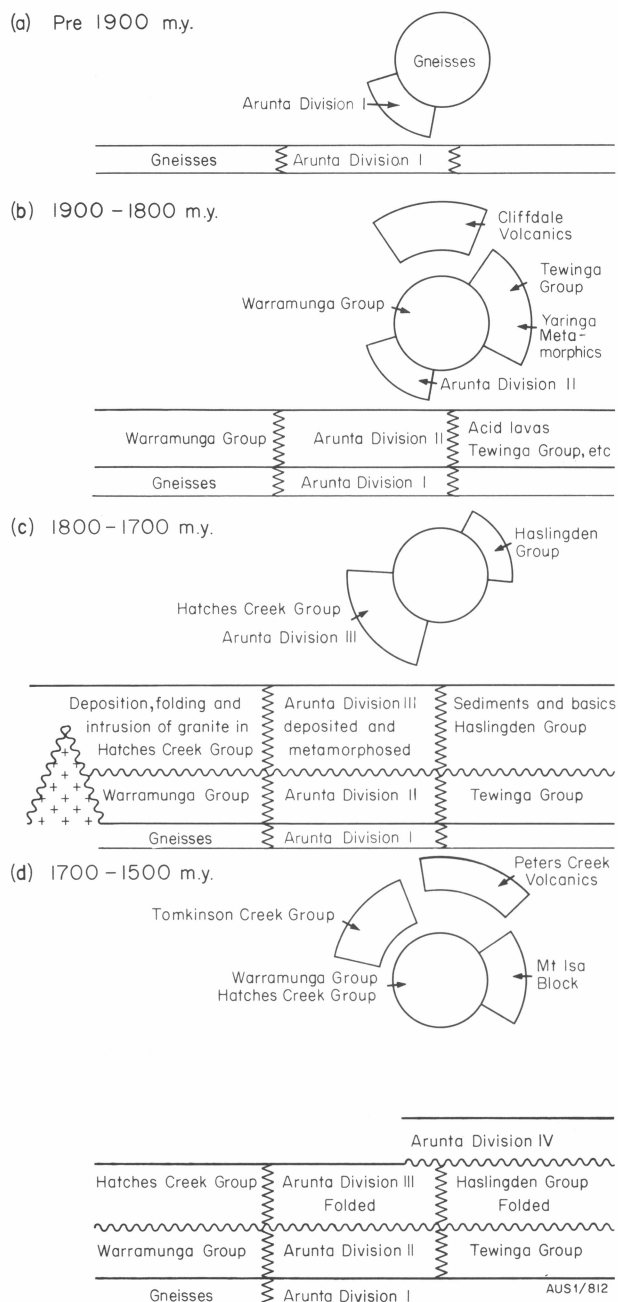 (a) Pre 1900 m.y.
Gneisses
Arunta Division I
Gneisses
Arunta Division I
(b) 1900 – 1800 m.y.
Cliffdale
Volcanics
Tewinga
Group
Warramunga Group
Yaringa
Meta-
morphics
Arunta Division II
Warramunga Group
Arunta Division II
Acid lavas
Tewinga Group, etc
Gneisses
Arunta Division I
(c) 1800 – 1700 m.y.
Haslingden
Group
Hatches Creek Group
Arunta Division III
Deposition, folding and
intrusion of granite in
Hatches Creek Group
Arunta Division III
deposited and
metamorphosed
Sediments and basics
Haslingden Group
Warramunga Group
Arunta Division II
Tewinga Group
Gneisses
Arunta Division I
(d) 1700 – 1500 m.y.
Peters Creek
Volcanics
Tomkinson Creek Group
Warramunga Group
Hatches Creek Group
Mt Isa
Block
Arunta Division IV
Hatches Creek Group
Arunta Division III
Folded
Haslingden Group
Folded
Warramunga Group
Arunta Division II
Tewinga Group
Gneisses
Arunta Division I
AUS 1/812